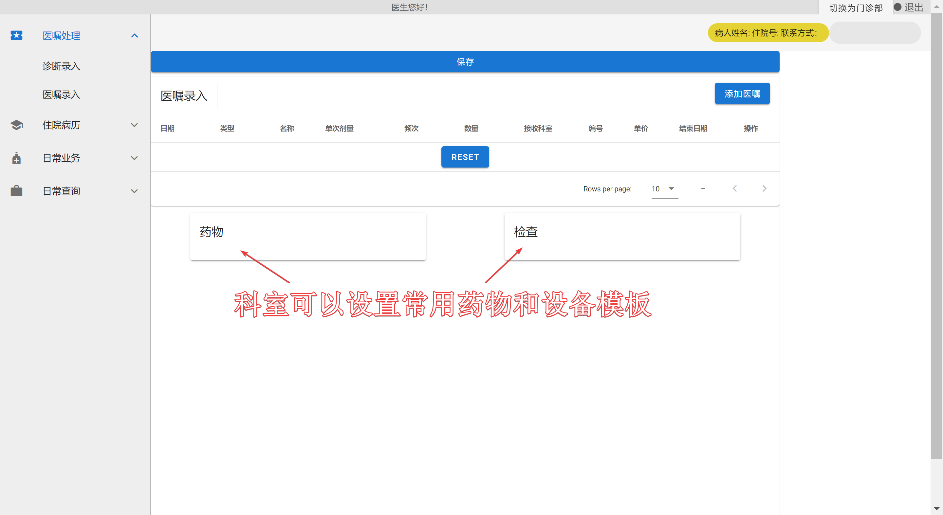 医生您好!
切换为门诊部
退出
医嘱处理
诊断录入
医嘱录入
住院病历
日常业务
日常查询
病人姓名: 住院号: 联系方式:
保存
医嘱录入
添加医嘱
日期 类型 名称 单次剂量 频次 数量 接收科室 码号 单价 结束日期 操作
RESET
Rows per page: 10 –
药物
检查
科室可以设置常用药物和设备模板